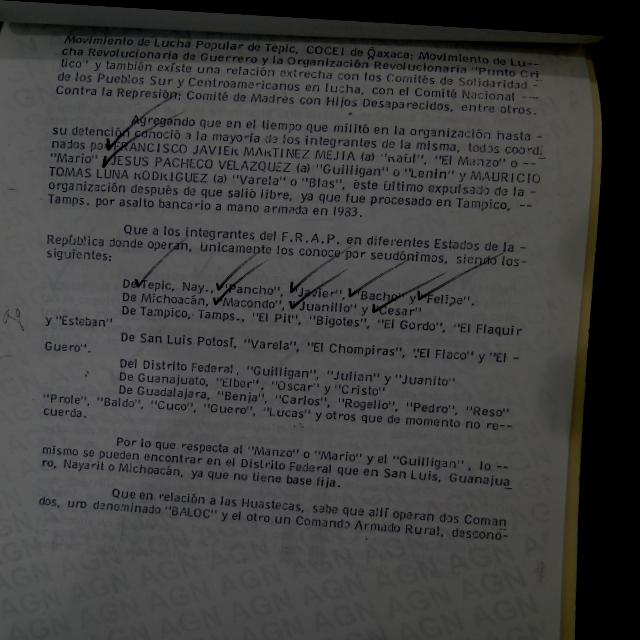 Movimiento de Lucha Popular de Tepic, COCEI de Oaxaca; Movimiento de Lu--
cha Revolucionaria de Guerrero y la Organización Revolucionaria "Punto Cri
tico" y también existe una relación extrecha con los Comités de Solidaridad -
de los Pueblos Sur y Centroamericanos en lucha, con el Comité Nacional ---
Contra la Represión; Comité de Madres con Hijos Desaparecidos, entre otros.
Agregando que en el tiempo que militó en la organización hasta -
su detención conoció a la mayoría de los integrantes de la misma, todos coordi
nados por FRANCISCO JAVIER MARTINEZ MEJIA (a) "Raúl", "El Manzo" o --
"Mario" JESUS PACHECO VELAZQUEZ (a) "Guilligan" o "Lenin" y MAURICIO
TOMAS LUNA RODRIGUEZ (a) "Varela" o "Blas", éste último expulsado de la -
organización después de que salió libre, ya que fue procesado en Tampico, --
Tamps. por asalto bancario a mano armada en 1983.
Que a los integrantes del F.R.A.P. en diferentes Estados de la -
República donde operan, únicamente los conoce por seudónimos, siendo los-
siguientes:
De Tepic, Nay., "Pancho", "Javier", "Bacho" y "Felipe".
De Michoacán, "Macondo", "Juanillo" y "Cesar"
De Tampico, Tamps., "El Pit", "Bigotes", "El Gordo", "El Flaquir
y "Esteban"
De San Luis Potosí, "Varela", "El Chompiras", "El Flaco" y "El -
Guero".
Del Distrito Federal, "Guilligan", "Julian" y "Juanito"
De Guanajuato, "Elber", "Oscar" y "Cristo"
De Guadalajara, "Benja", "Carlos", "Rogelio", "Pedro", "Reso"
"Prole", "Baldo", "Cuco", "Guero", "Lucas" y otros que de momento no re--
cuerda.
Por lo que respecta al "Manzo" o "Mario" y el "Guilligan", lo --
mismo se pueden encontrar en el Distrito Federal que en San Luis, Guanajua
ro, Nayarit o Michoacán, ya que no tiene base fija.
Que en relación a las Huastecas, sabe que allí operan dos Coman
dos, uno denominado "BALOC" y el otro un Comando Armado Rural, descono-